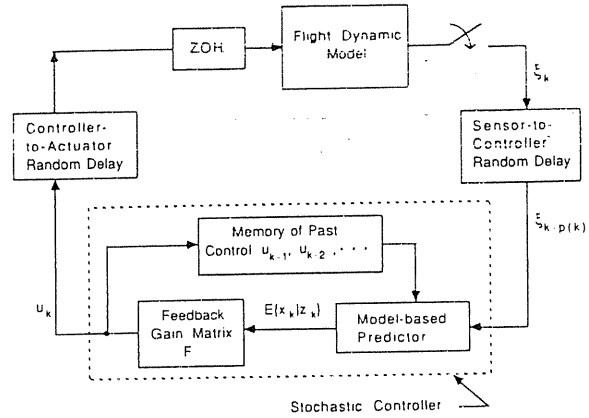 Z.O.H.
Flight Dynamic
Model
ξk
Controller-
to-Actuator
Random Delay
Sensor-to-
Controller
Random Delay
Memory of Past
Control uk-1, uk-2, · · ·
ξk-p(k)
uk
Feedback
Gain Matrix
F
E{xk|zk}
Model-based
Predictor
Stochastic Controller